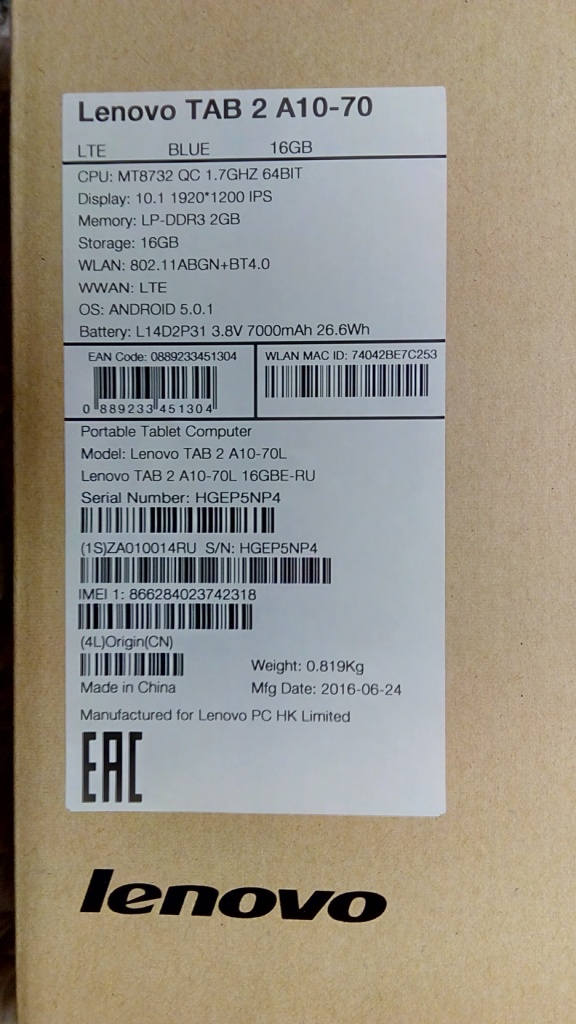 Lenovo TAB 2 A10-70
LTE BLUE 16GB
CPU: MT8732 QC 1.7GHZ 64BIT
Display: 10.1 1920*1200 IPS
Memory: LP-DDR3 2GB
Storage: 16GB
WLAN: 802.11ABGN+BT4.0
WWAN: LTE
OS: ANDROID 5.0.1
Battery: L14D2P31 3.8V 7000mAh 26.6Wh
EAN Code: 0889233451304
0 889233 451304
WLAN MAC ID: 74042BE7C253
Portable Tablet Computer
Model: Lenovo TAB 2 A10-70L
Lenovo TAB 2 A10-70L 16GBE-RU
Serial Number: HGEP5NP4
(1S)ZA010014RU S/N: HGEP5NP4
IMEI 1: 866284023742318
(4L)Origin(CN)
Weight: 0.819Kg
Made in China Mfg Date: 2016-06-24
Manufactured for Lenovo PC HK Limited
EAC
lenovo